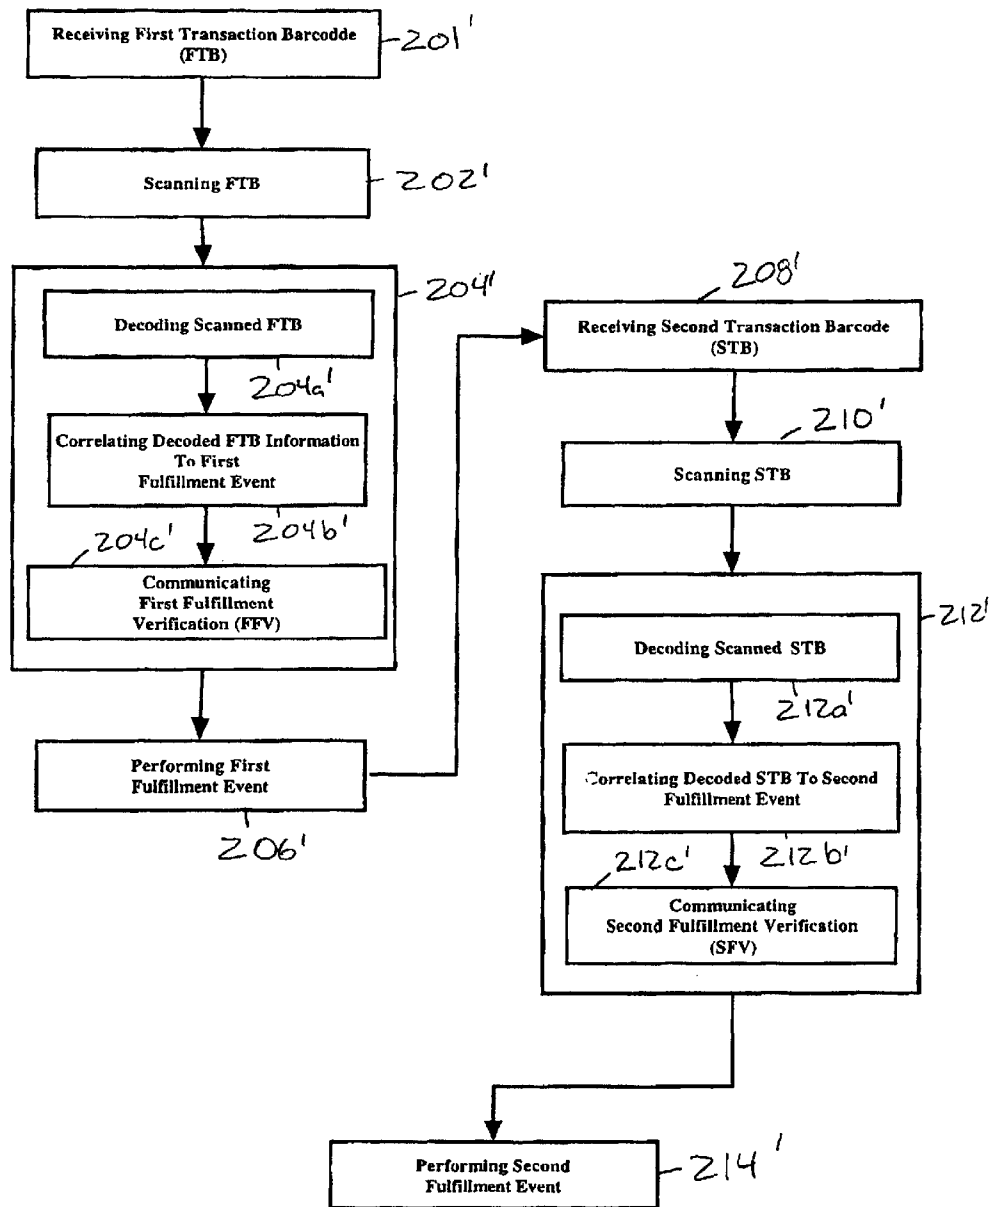 Receiving First Transaction Barcodde
(FTB)
201'
Scanning FTB
202'
204'
Decoding Scanned FTB
204a'
Correlating Decoded FTB Information
To First
Fulfillment Event
204b'
204c'
Communicating
First Fulfillment
Verification (FFV)
Performing First
Fulfillment Event
206'
208'
Receiving Second Transaction Barcode
(STB)
210'
Scanning STB
212'
Decoding Scanned STB
212a'
Correlating Decoded STB To Second
Fulfillment Event
212b'
212c'
Communicating
Second Fulfillment Verification
(SFV)
Performing Second
Fulfillment Event
214'